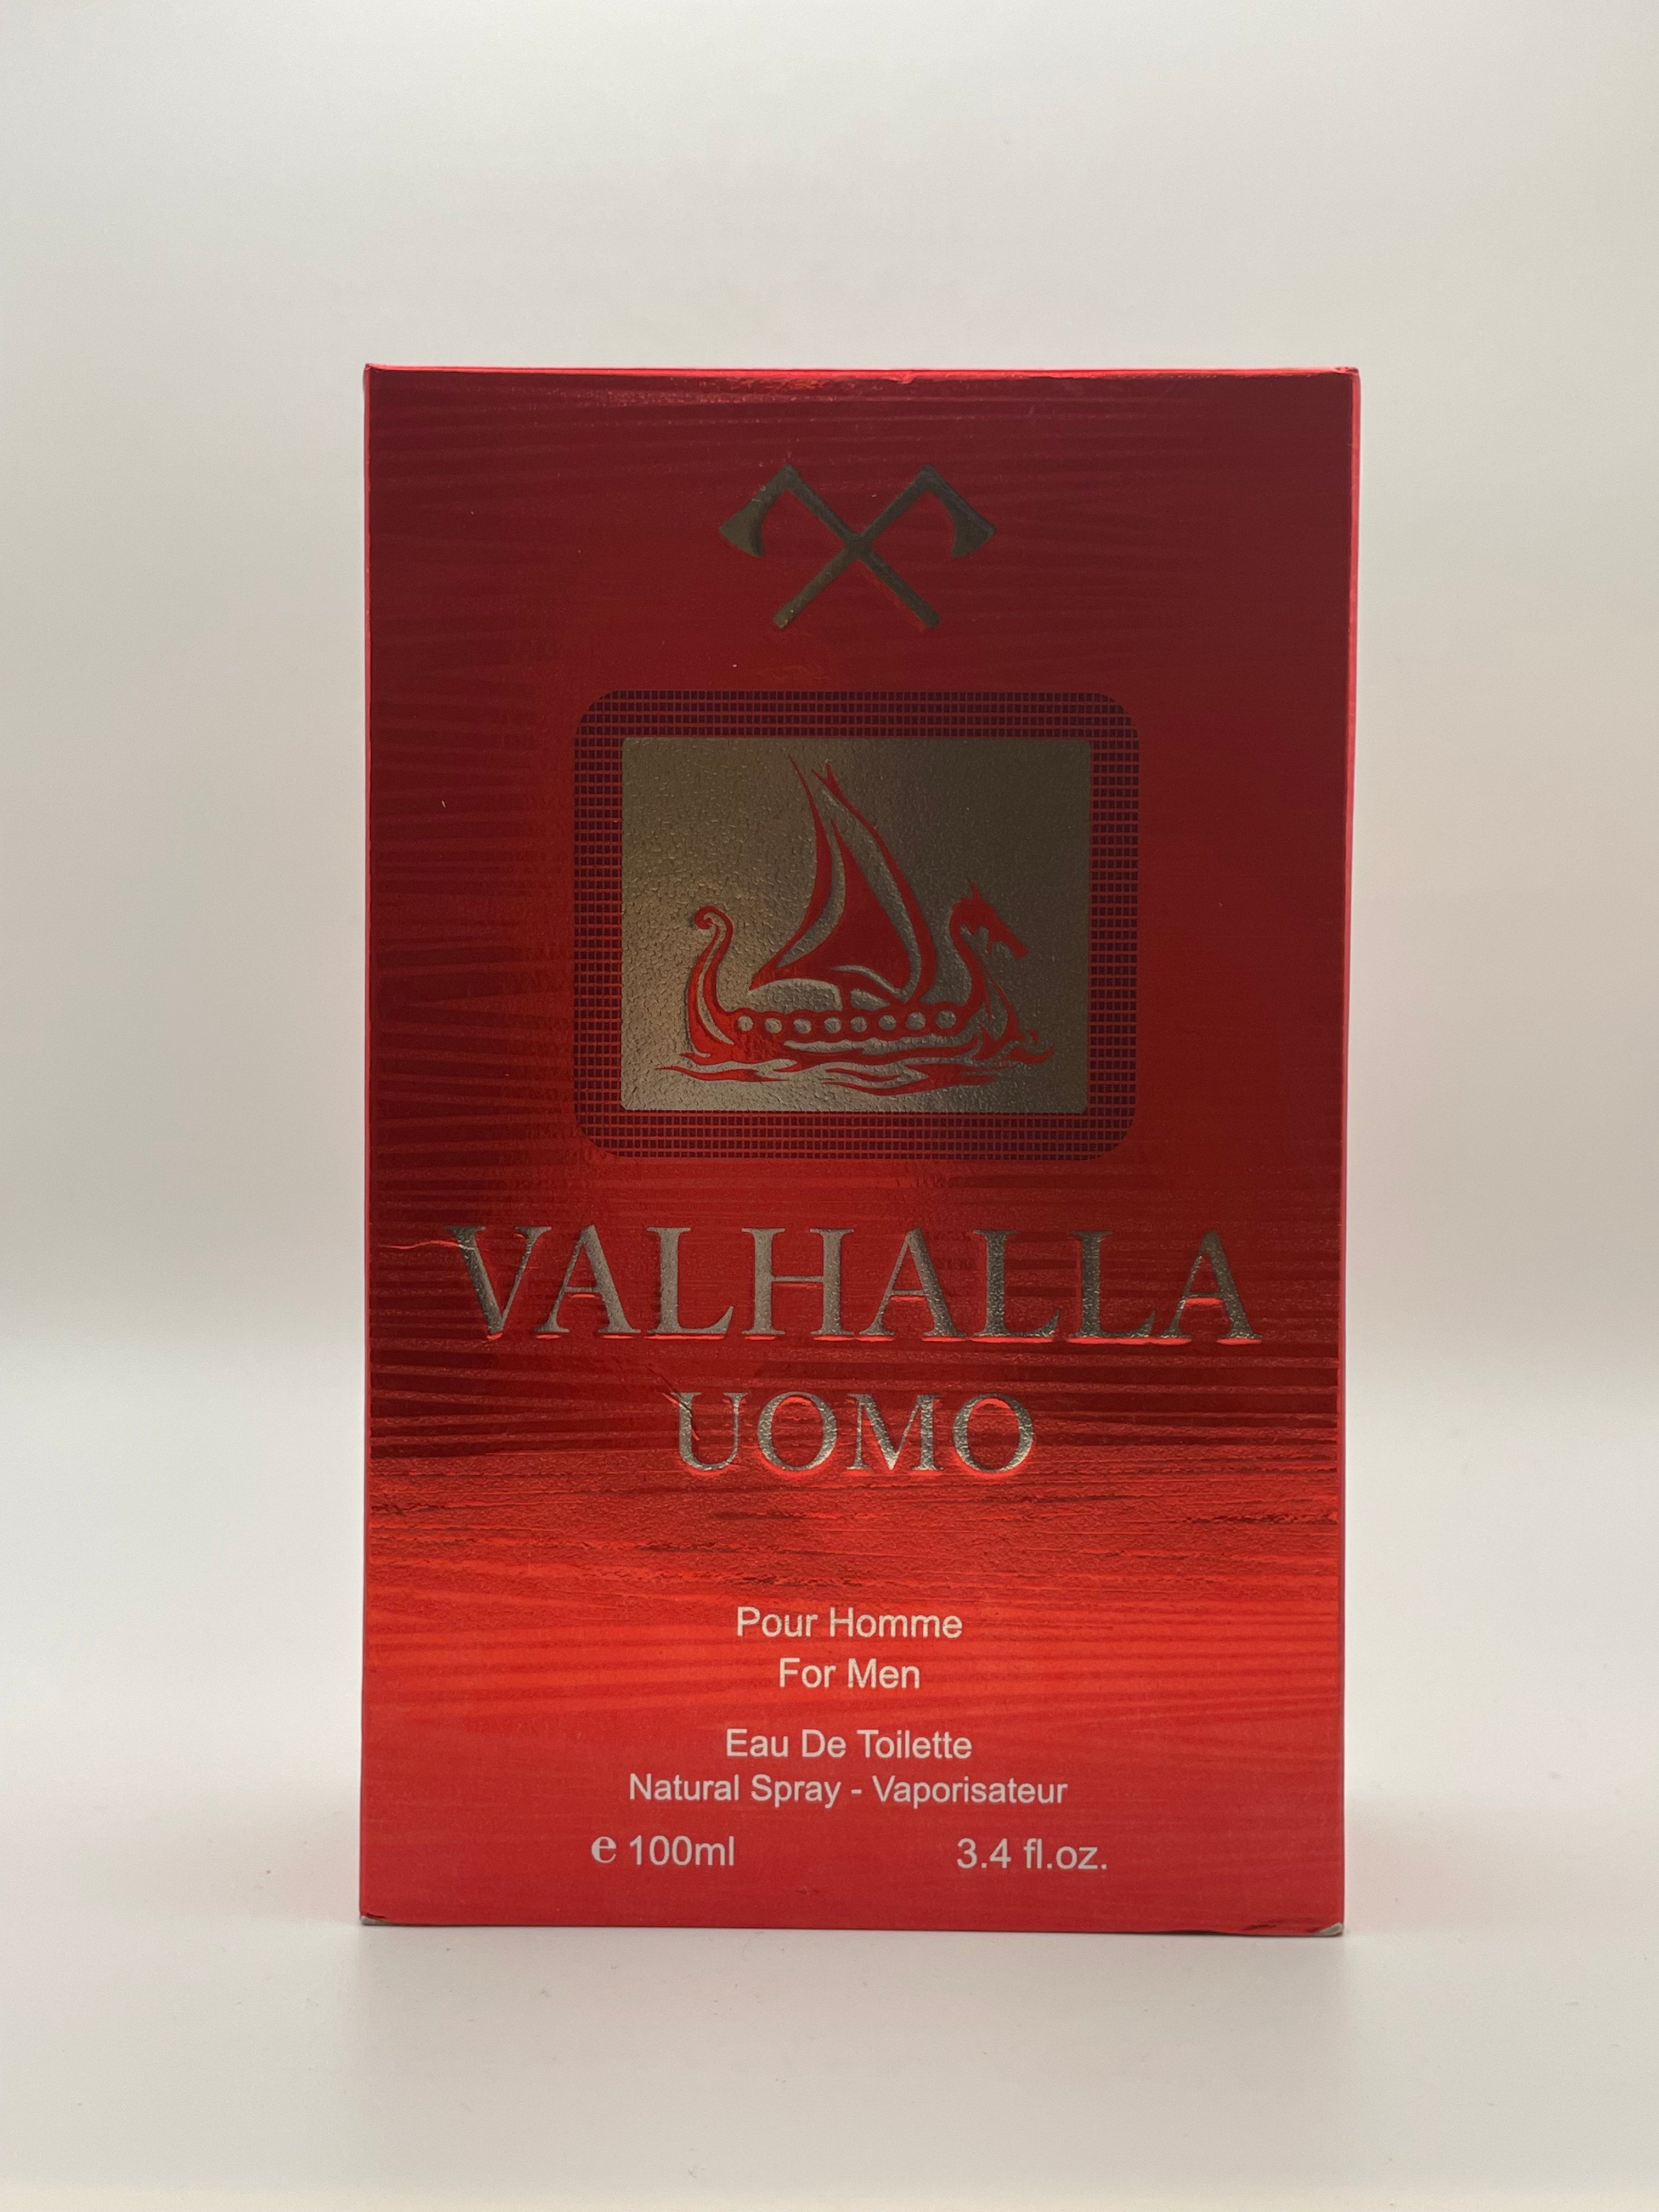 VALHALLA
UOMO
Pour Homme
For Men
Eau De Toilette
Natural Spray - Vaporisateur
℮ 100ml 3.4 fl.oz.